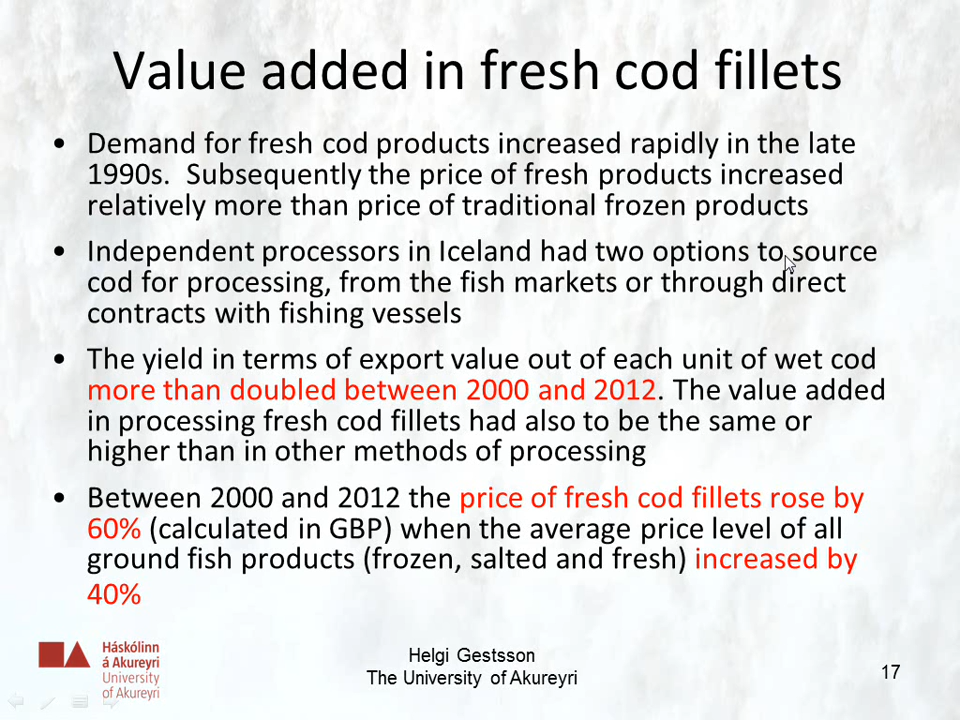 Value added in fresh cod fillets
• Demand for fresh cod products increased rapidly in the late
1990s.  Subsequently the price of fresh products increased
relatively more than price of traditional frozen products
• Independent processors in Iceland had two options to source
cod for processing, from the fish markets or through direct
contracts with fishing vessels
• The yield in terms of export value out of each unit of wet cod
more than doubled between 2000 and 2012. The value added
in processing fresh cod fillets had also to be the same or
higher than in other methods of processing
• Between 2000 and 2012 the price of fresh cod fillets rose by
60% (calculated in GBP) when the average price level of all
ground fish products (frozen, salted and fresh) increased by
40%
Háskólinn
á Akureyri
University
of Akureyri
Helgi Gestsson
The University of Akureyri
17